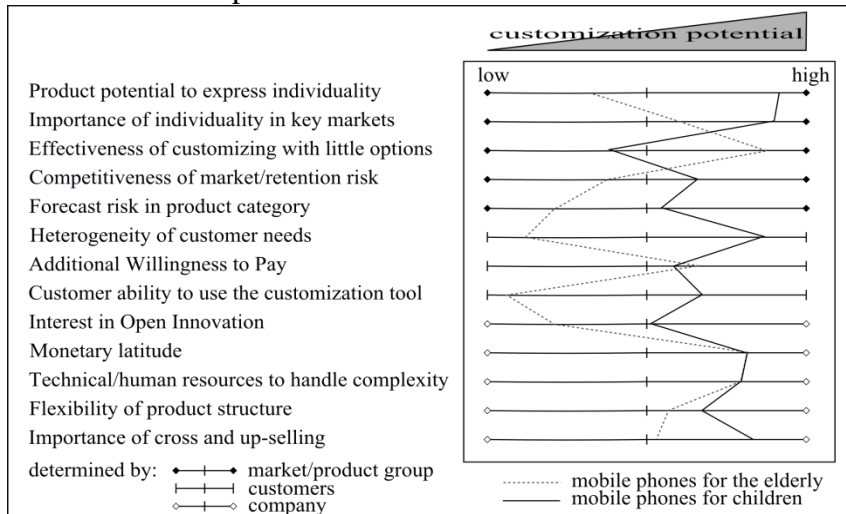 customization potential
low high
Product potential to express individuality
Importance of individuality in key markets
Effectiveness of customizing with little options
Competitiveness of market/retention risk
Forecast risk in product category
Heterogeneity of customer needs
Additional Willingness to Pay
Customer ability to use the customization tool
Interest in Open Innovation
Monetary latitude
Technical/human resources to handle complexity
Flexibility of product structure
Importance of cross and up-selling
determined by: market/product group
customers
company
mobile phones for the elderly
mobile phones for children